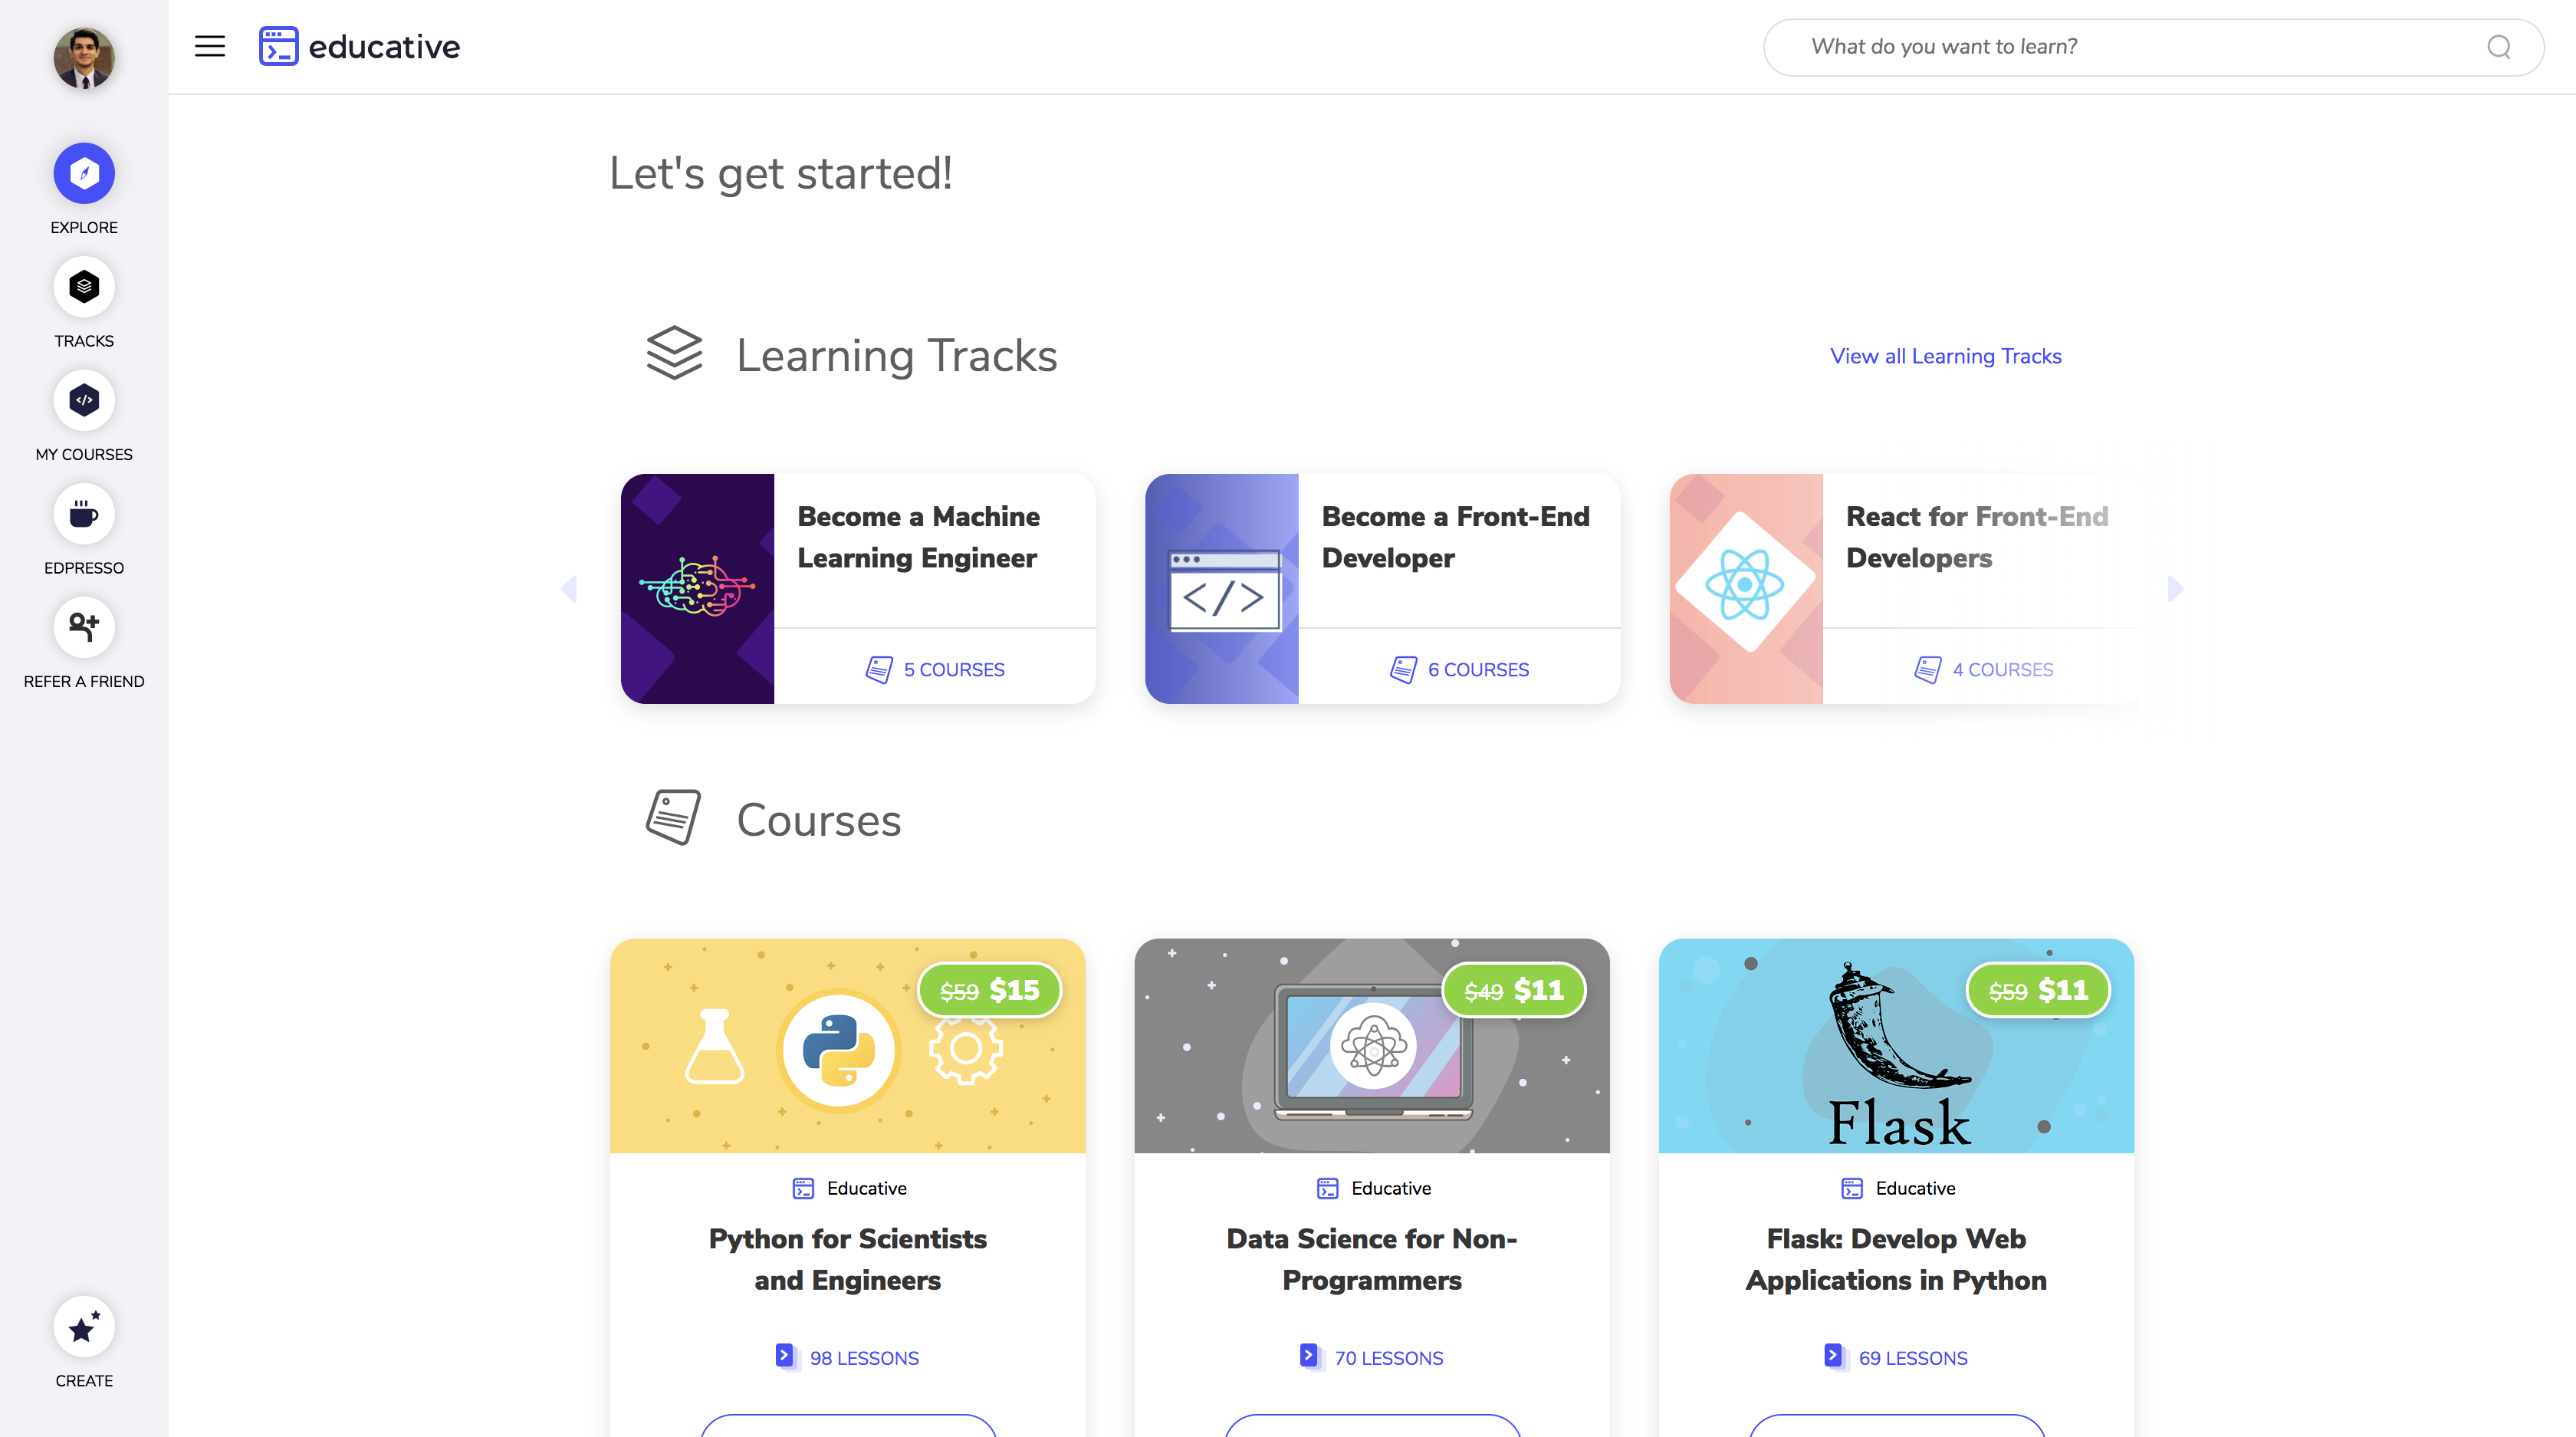 educative
What do you want to learn?
EXPLORE
TRACKS
MY COURSES
EDPRESSO
REFER A FRIEND
CREATE
Let's get started!
Learning Tracks
View all Learning Tracks
Become a Machine
Learning Engineer
5 COURSES
Become a Front-End
Developer
6 COURSES
React for Front-End
Developers
4 COURSES
Courses
$59 $15
Educative
Python for Scientists
and Engineers
98 LESSONS
$49 $11
Educative
Data Science for Non-
Programmers
70 LESSONS
$59 $11
Flask
Educative
Flask: Develop Web
Applications in Python
69 LESSONS